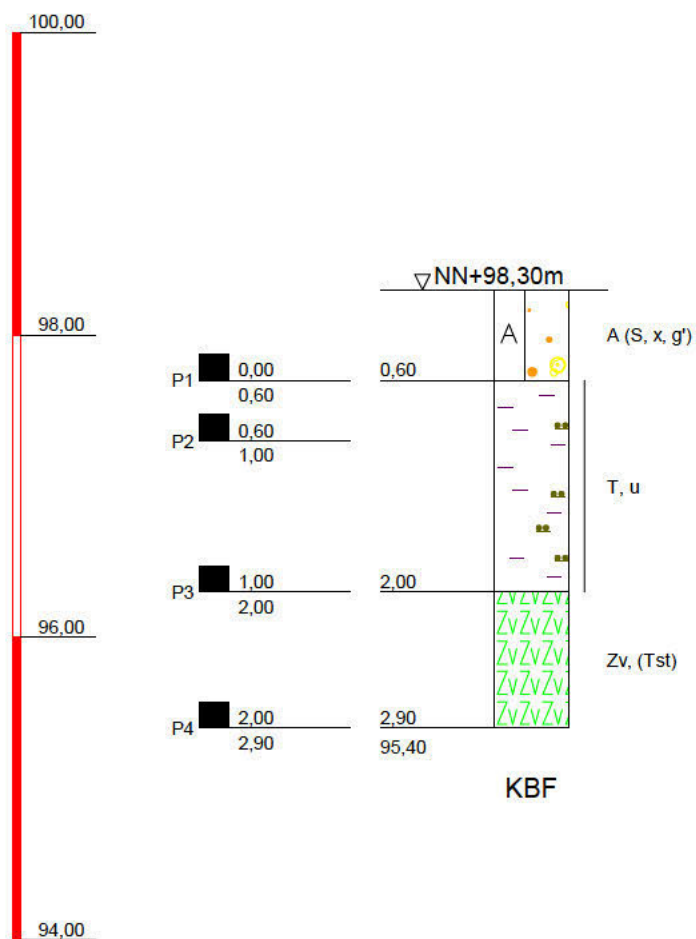 100,00
NN+98,30m
98,00
A
A (S, x, g')
P1
0,00
0,60
0,60
P2
0,60
1,00
T, u
P3
1,00
2,00
2,00
96,00
Zv, (Tst)
P4
2,00
2,90
2,90
95,40
KBF
94,00